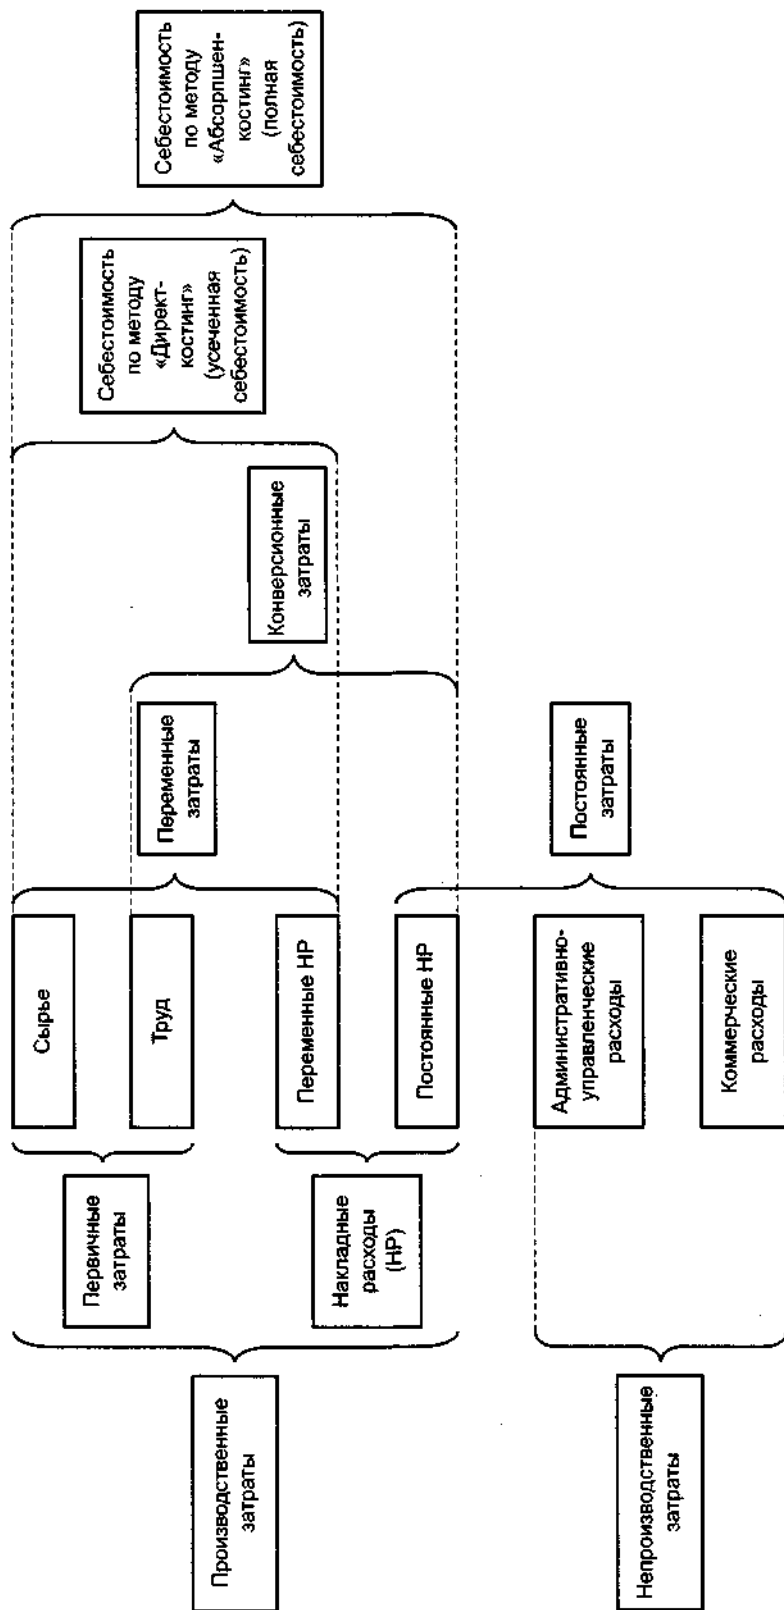 Производственные
затраты
Непроизводственные
затраты
Первичные
затраты
Накладные
расходы
(НР)
Сырье
Труд
Переменные НР
Постоянные НР
Административно-
управленческие
расходы
Коммерческие
расходы
Переменные
затраты
Постоянные
затраты
Конверсионные
затраты
Себестоимость
по методу
«Директ-
костинг»
(усеченная
себестоимость)
Себестоимость
по методу
«Абсорпшен-
костинг»
(полная
себестоимость)